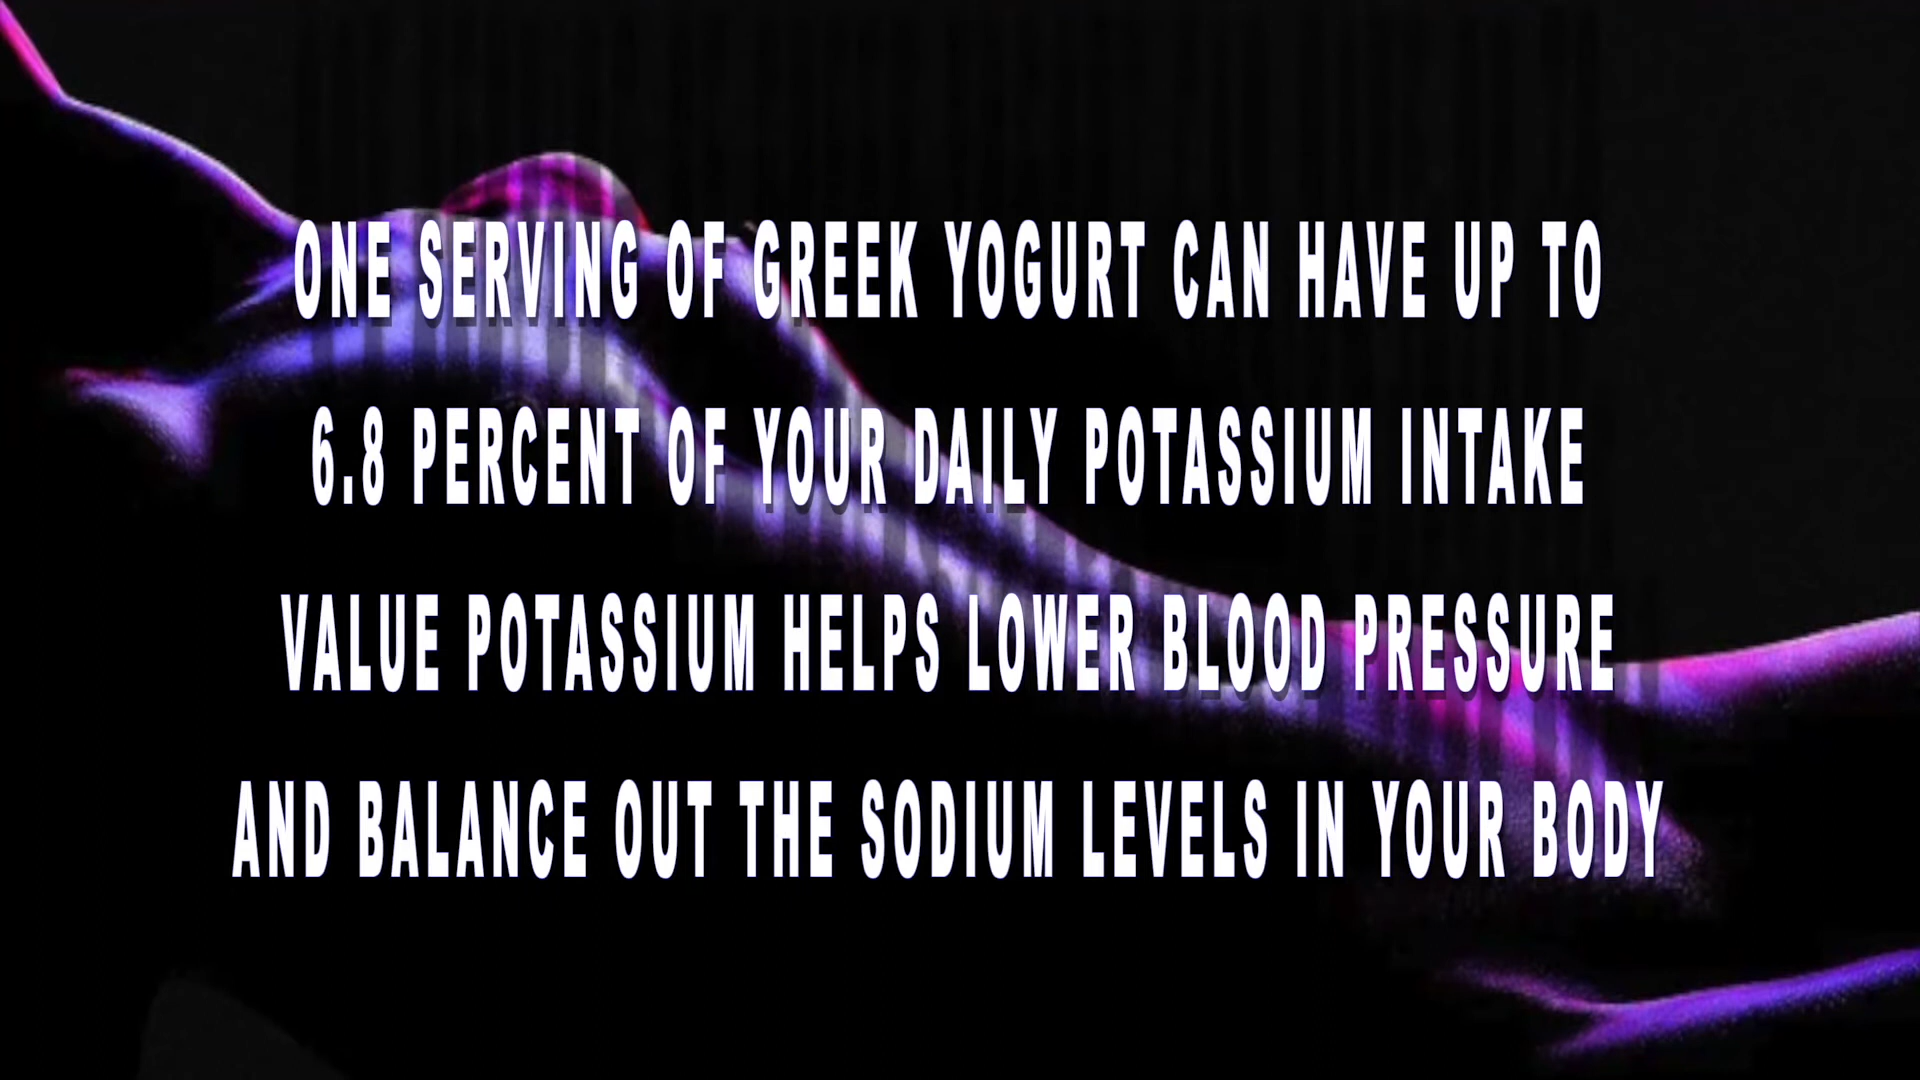 ONE SERVING OF GREEK YOGURT CAN HAVE UP TO
6.8 PERCENT OF YOUR DAILY POTASSIUM INTAKE
VALUE POTASSIUM HELPS LOWER BLOOD PRESSURE
AND BALANCE OUT THE SODIUM LEVELS IN YOUR BODY